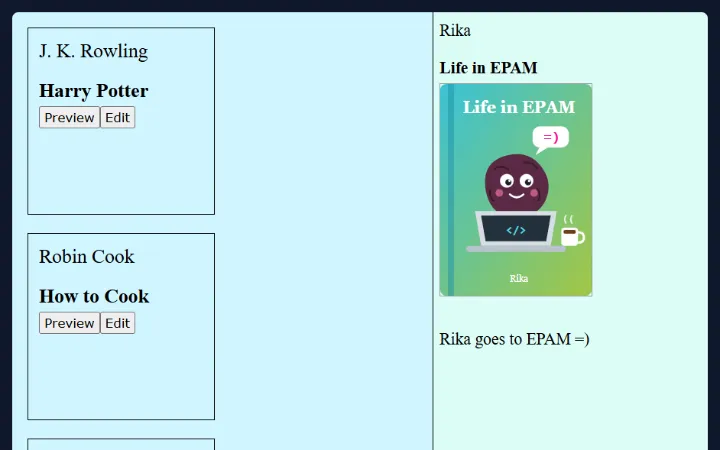 J. K. Rowling
Harry Potter
Preview Edit
Robin Cook
How to Cook
Preview Edit
Rika
Life in EPAM
Life in EPAM
=)
</>
Rika
Rika goes to EPAM =)